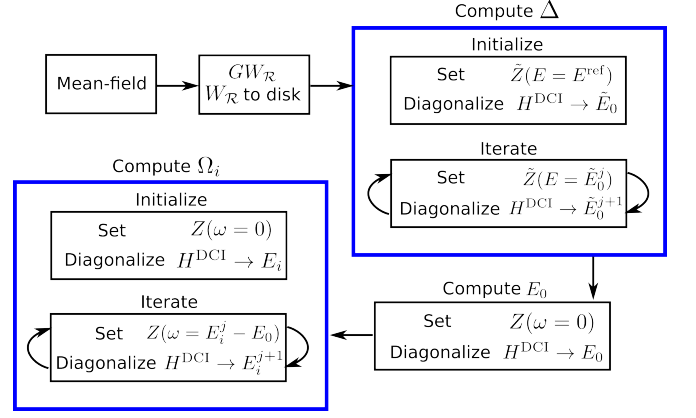 Compute Δ
Initialize
Mean-field
GW_ℛ
W_ℛ to disk
Set Z̃(E = E^ref)
Diagonalize H^DCI → Ẽ_0
Iterate
Set Z̃(E = Ẽ_0^j)
Diagonalize H^DCI → Ẽ_0^{j+1}
Compute Ω_i
Initialize
Set Z(ω = 0)
Diagonalize H^DCI → E_i
Iterate
Set Z(ω = E_i^j − E_0)
Diagonalize H^DCI → E_i^{j+1}
Compute E_0
Set Z(ω = 0)
Diagonalize H^DCI → E_0